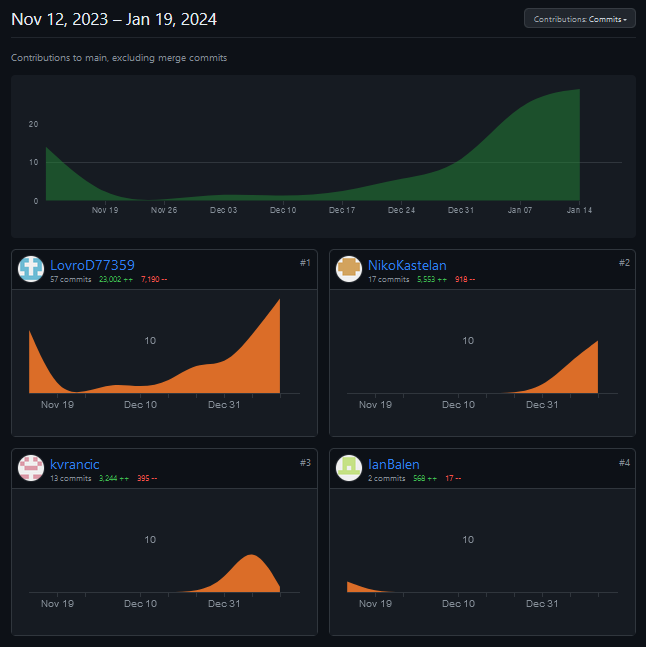 Nov 12, 2023 – Jan 19, 2024
Contributions: Commits
Contributions to main, excluding merge commits
20
10
0
Nov 19 Nov 26 Dec 03 Dec 10 Dec 17 Dec 24 Dec 31 Jan 07 Jan 14
LovroD77359 #1
57 commits 23,002 ++ 7,190 --
10
Nov 19 Dec 10 Dec 31
NikoKastelan #2
17 commits 5,553 ++ 918 --
10
Nov 19 Dec 10 Dec 31
kvrancic #3
13 commits 3,244 ++ 395 --
10
Nov 19 Dec 10 Dec 31
IanBalen #4
2 commits 568 ++ 17 --
10
Nov 19 Dec 10 Dec 31